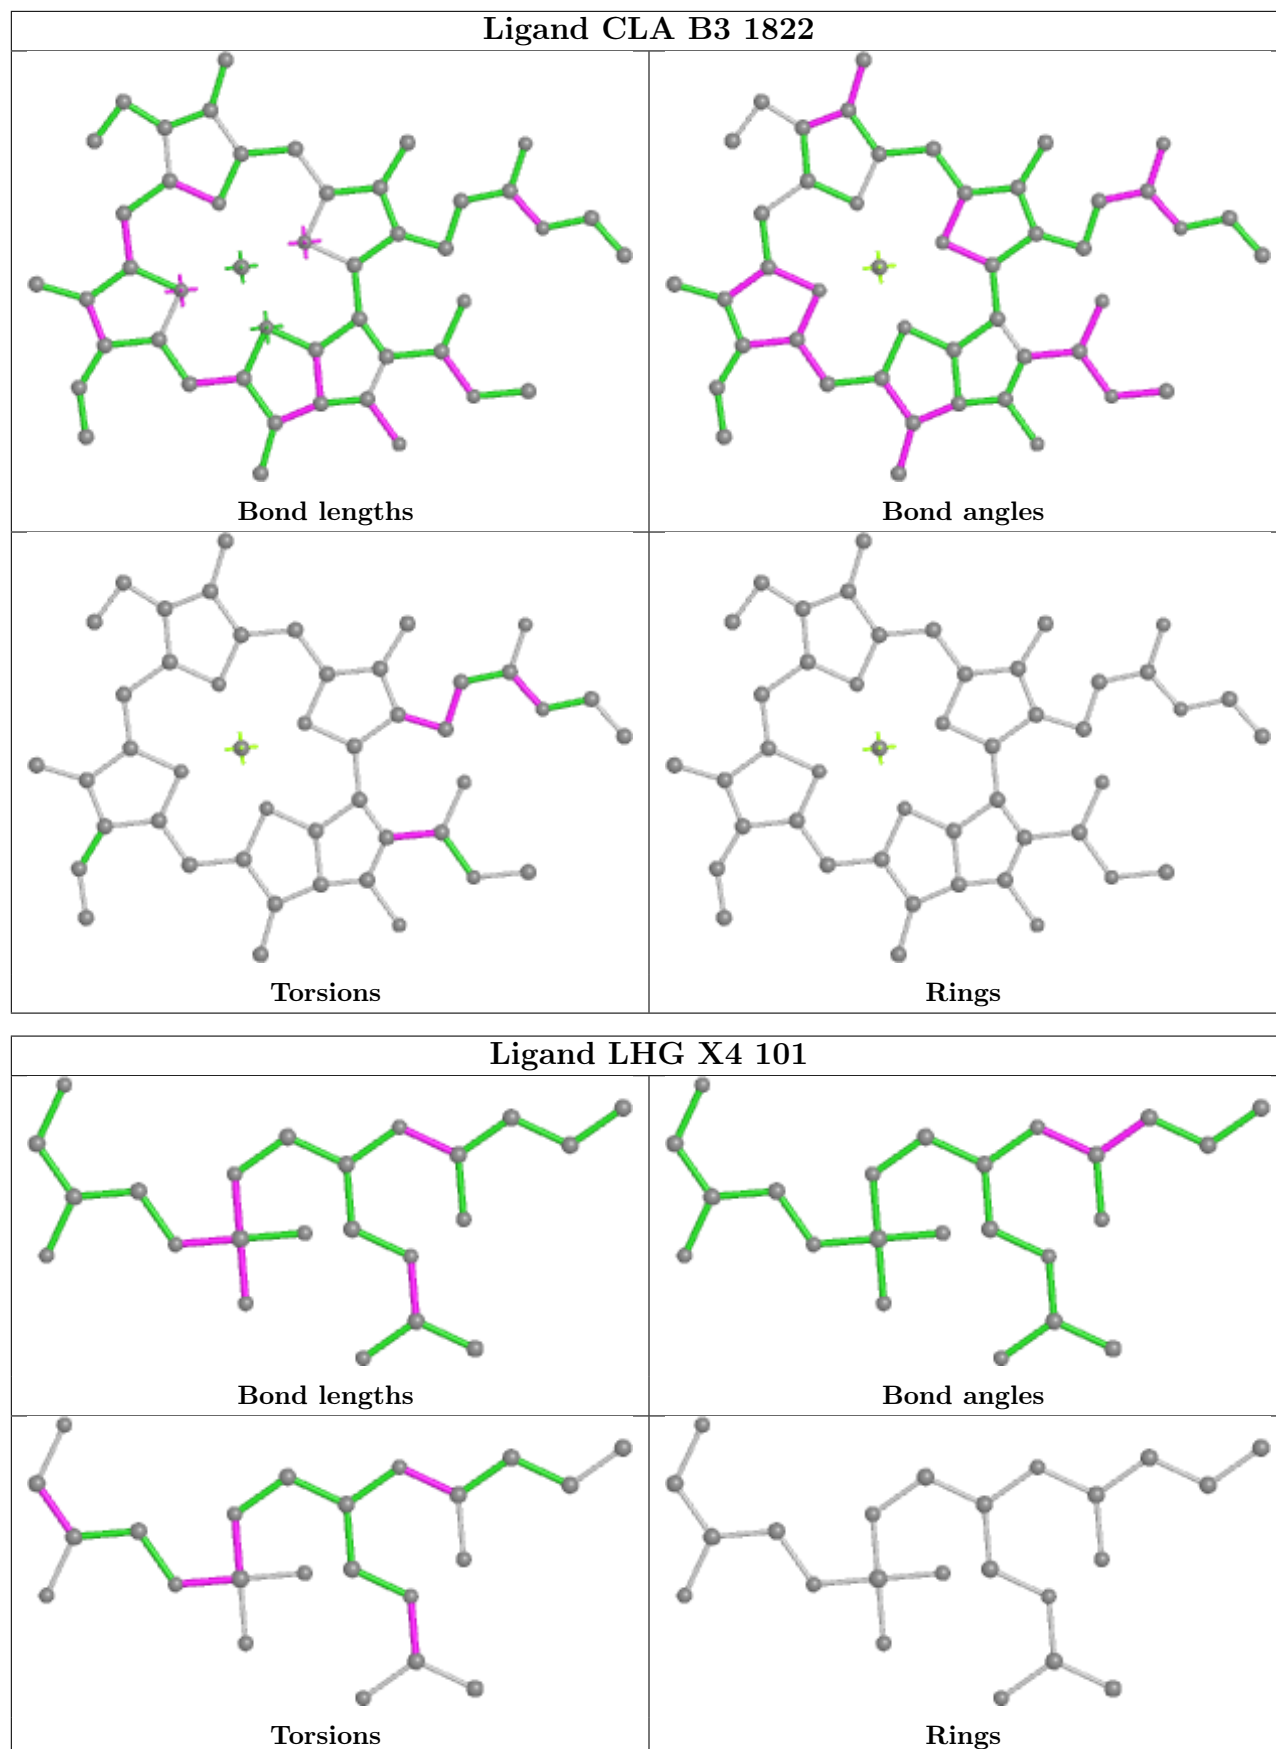 Ligand CLA B3 1822
Bond lengths
Bond angles
Torsions
Rings
Ligand LHG X4 101
Bond lengths
Bond angles
Torsions
Rings